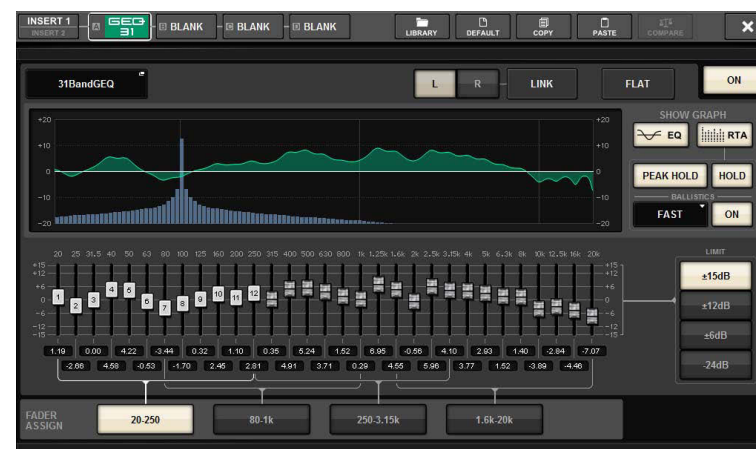 INSERT 1 A GEQ B BLANK C BLANK D BLANK LIBRARY DEFAULT COPY PASTE COMPARE ×
INSERT 2 31
31BandGEQ L R LINK FLAT ON
SHOW GRAPH
+20 +20
EQ RTA
+10 +10
0 0
PEAK HOLD HOLD
-10 -10
BALLISTICS
FAST ON
-20 -20
20 25 31.5 40 50 63 80 100 125 160 200 250 315 400 500 630 800 1k 1.25k 1.6k 2k 2.5k 3.15k 4k 5k 6.3k 8k 10k 12.5k 16k 20k
LIMIT
+15 +15
+12 +12
±15dB
+6 +6
1 2 3 4 5 6 7 8 9 10 11 12
0 0
±12dB
-6 -6
-12 -12
-15 -15
±6dB
1.19 0.00 4.22 -3.44 0.32 1.10 0.35 5.24 1.52 6.95 -0.56 4.10 2.93 1.40 -2.84 -7.07
-2.66 4.58 -0.53 -1.70 2.45 2.81 4.91 3.71 0.29 4.55 5.96 3.77 1.52 -3.89 -4.46
-24dB
FADER
ASSIGN 20-250 80-1k 250-3.15k 1.6k-20k